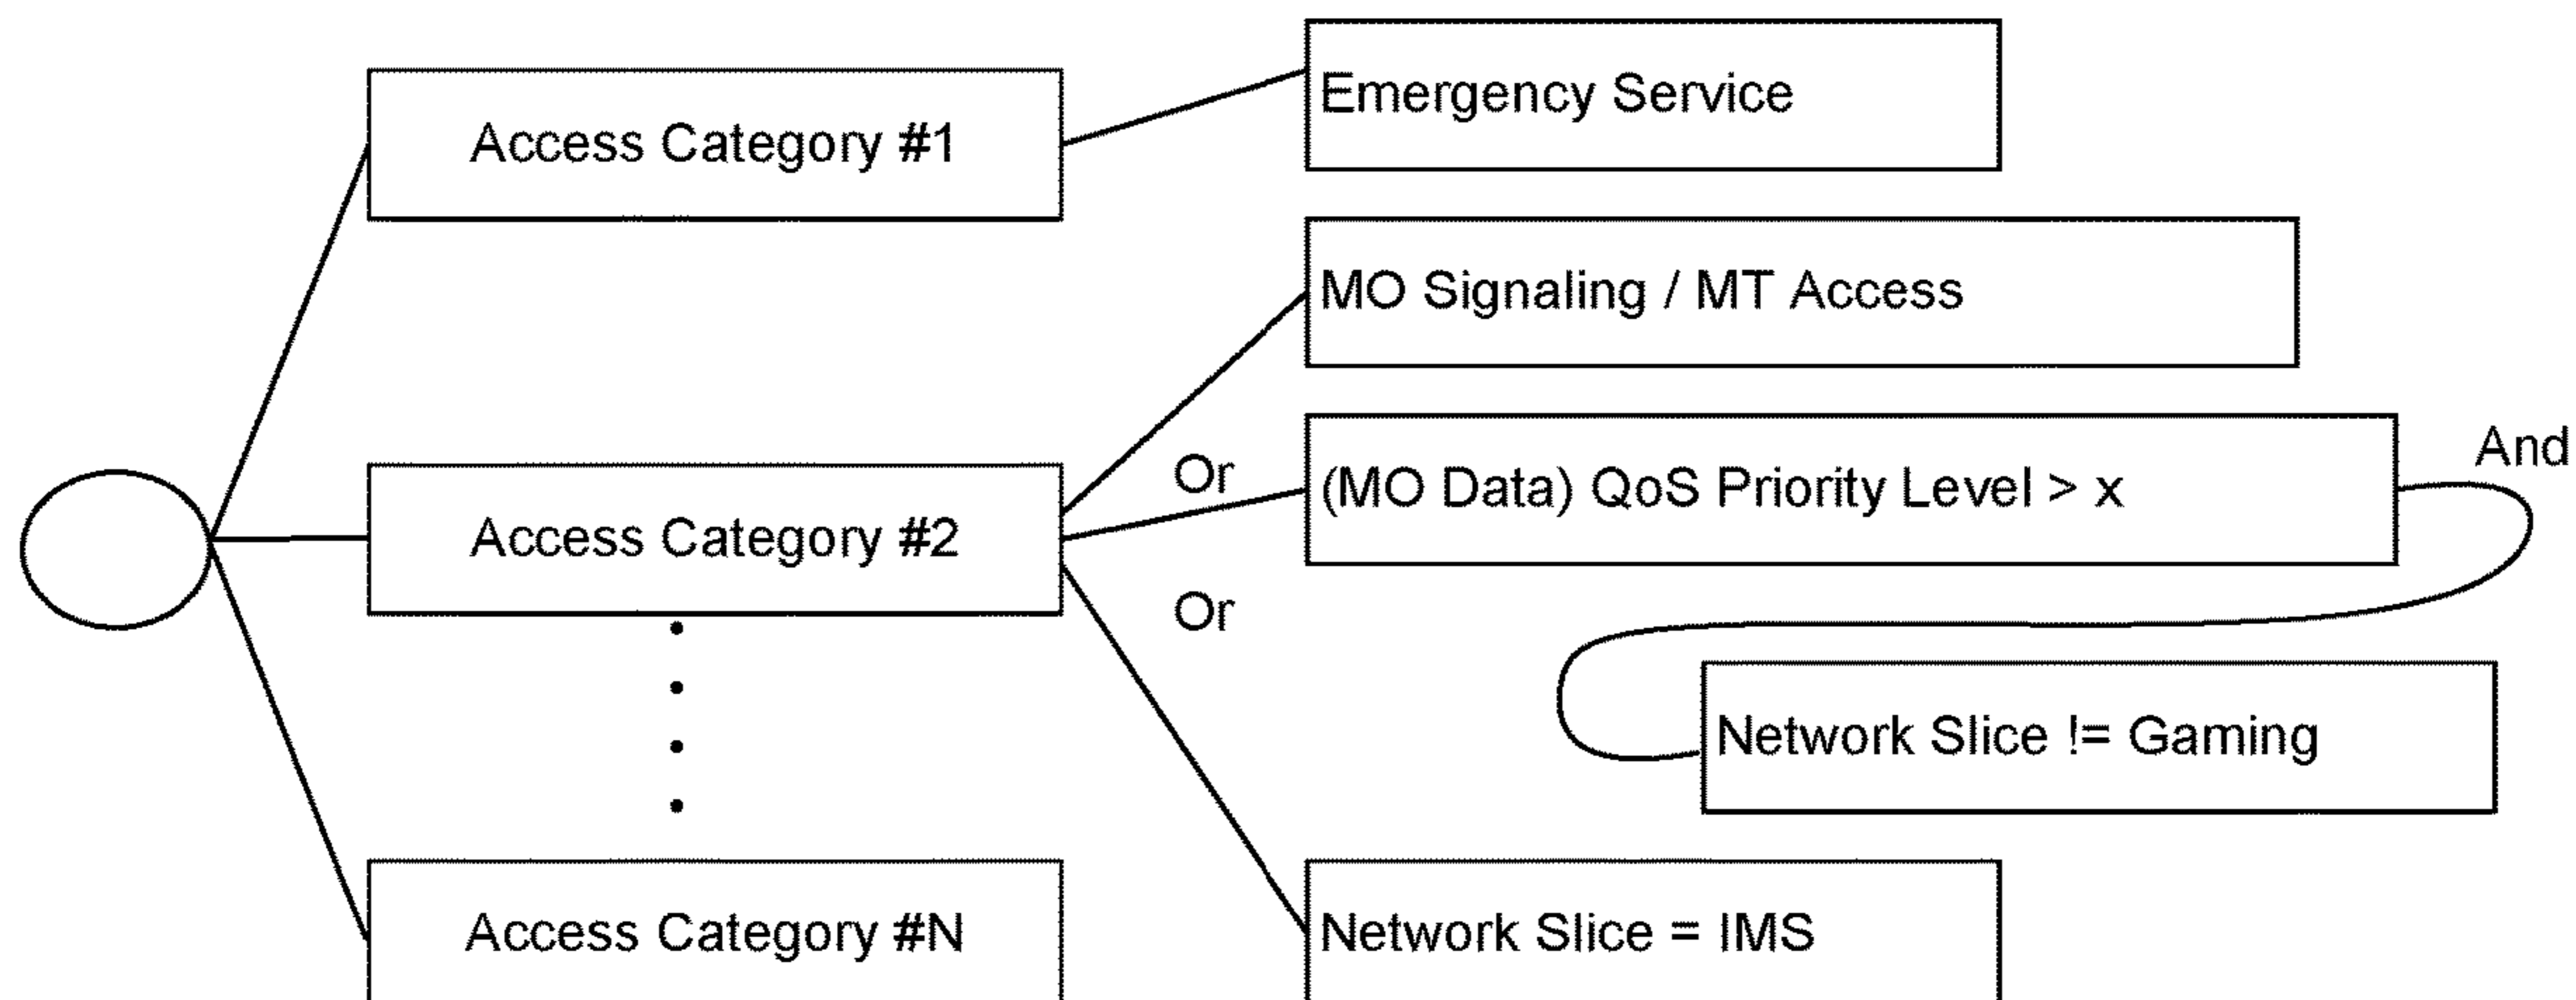 Access Category #1
Emergency Service
MO Signaling / MT Access
Or
(MO Data) QoS Priority Level > x
And
Access Category #2
Or
Network Slice != Gaming
Access Category #N
Network Slice = IMS